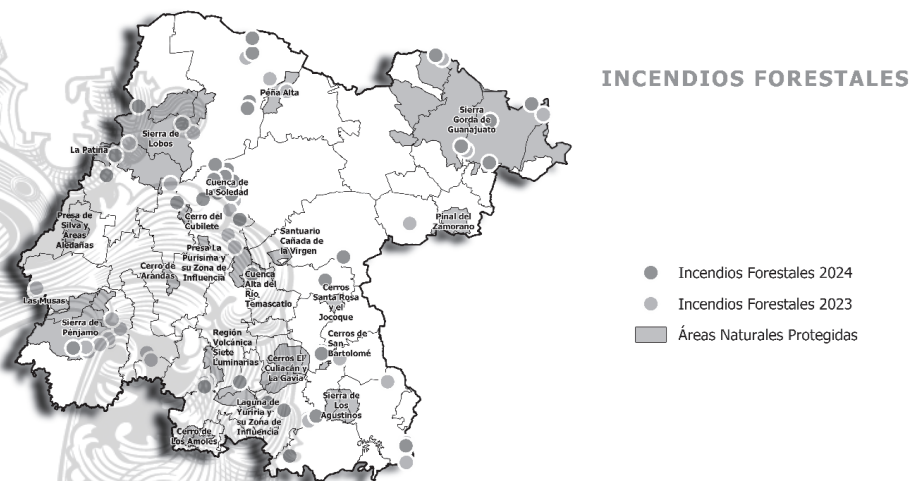 INCENDIOS FORESTALES
Peña Alta
Sierra
Gorda de
Guanajuato
Sierra de
Lobos
La Patiña
Cuenca de
la Soledad
Presa de
Silva y
Áreas
Aledañas
Cerro del
Cubilete
Pinal del
Zamorano
Santuario
Cañada de
la Virgen
Presa La
Purísima y
su Zona de
Influencia
Cerro de
Arandas
Cuenca
Alta del
Río
Temascatio
Las Musas
Cerros
Santa Rosa
y el
Jocoque
Sierra de
Pénjamo
Región
Volcánica
Siete
Luminarias
Cerros de
San
Bartolomé
Cerros El
Culiacán y
La Gavia
Sierra de
Los
Agustinos
Laguna de
Yuriria y
su Zona de
Influencia
Cerro de
Los Amoles
Incendios Forestales 2024
Incendios Forestales 2023
Áreas Naturales Protegidas